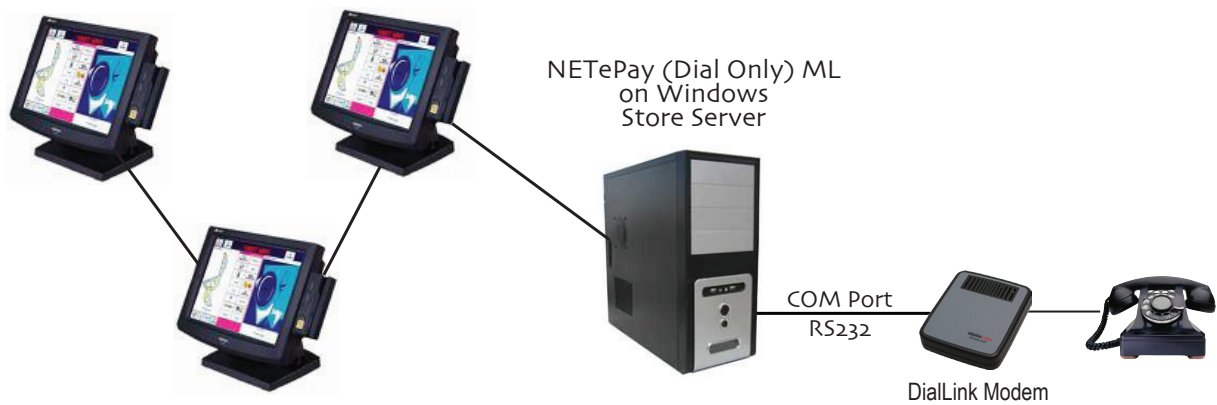 NETePay (Dial Only) ML
on Windows
Store Server
COM Port
RS232
DialLink Modem